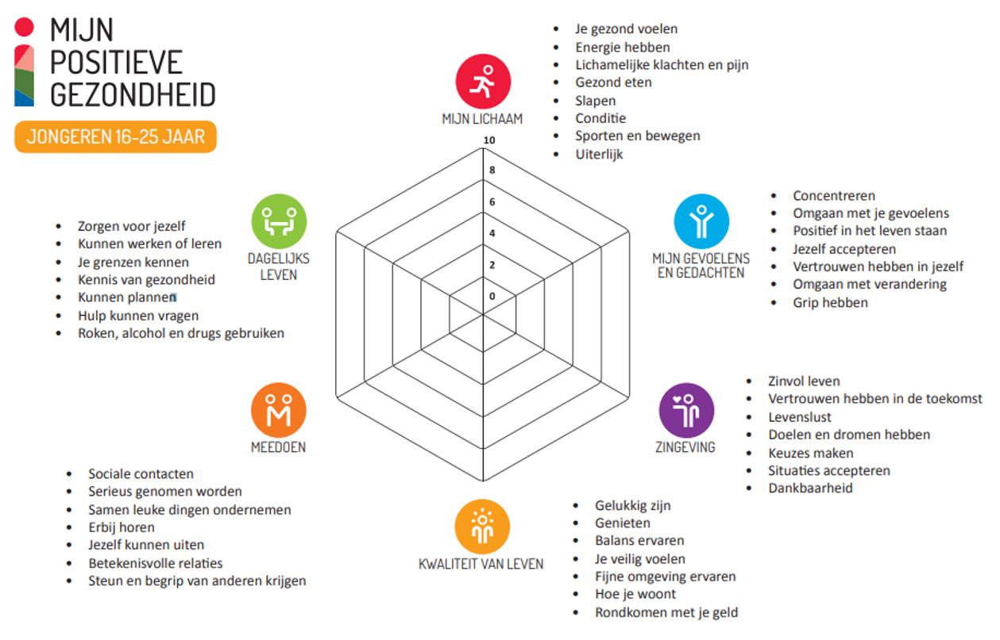 MIJN
POSITIEVE
GEZONDHEID
JONGEREN 16-25 JAAR
MIJN LICHAAM
• Je gezond voelen
• Energie hebben
• Lichamelijke klachten en pijn
• Gezond eten
• Slapen
• Conditie
• Sporten en bewegen
• Uiterlijk
10
8
6
4
2
0
DAGELIJKS
LEVEN
• Zorgen voor jezelf
• Kunnen werken of leren
• Je grenzen kennen
• Kennis van gezondheid
• Kunnen plannen
• Hulp kunnen vragen
• Roken, alcohol en drugs gebruiken
MIJN GEVOELENS
EN GEDACHTEN
• Concentreren
• Omgaan met je gevoelens
• Positief in het leven staan
• Jezelf accepteren
• Vertrouwen hebben in jezelf
• Omgaan met verandering
• Grip hebben
MEEDOEN
• Sociale contacten
• Serieus genomen worden
• Samen leuke dingen ondernemen
• Erbij horen
• Jezelf kunnen uiten
• Betekenisvolle relaties
• Steun en begrip van anderen krijgen
ZINGEVING
• Zinvol leven
• Vertrouwen hebben in de toekomst
• Levenslust
• Doelen en dromen hebben
• Keuzes maken
• Situaties accepteren
• Dankbaarheid
KWALITEIT VAN LEVEN
• Gelukkig zijn
• Genieten
• Balans ervaren
• Je veilig voelen
• Fijne omgeving ervaren
• Hoe je woont
• Rondkomen met je geld